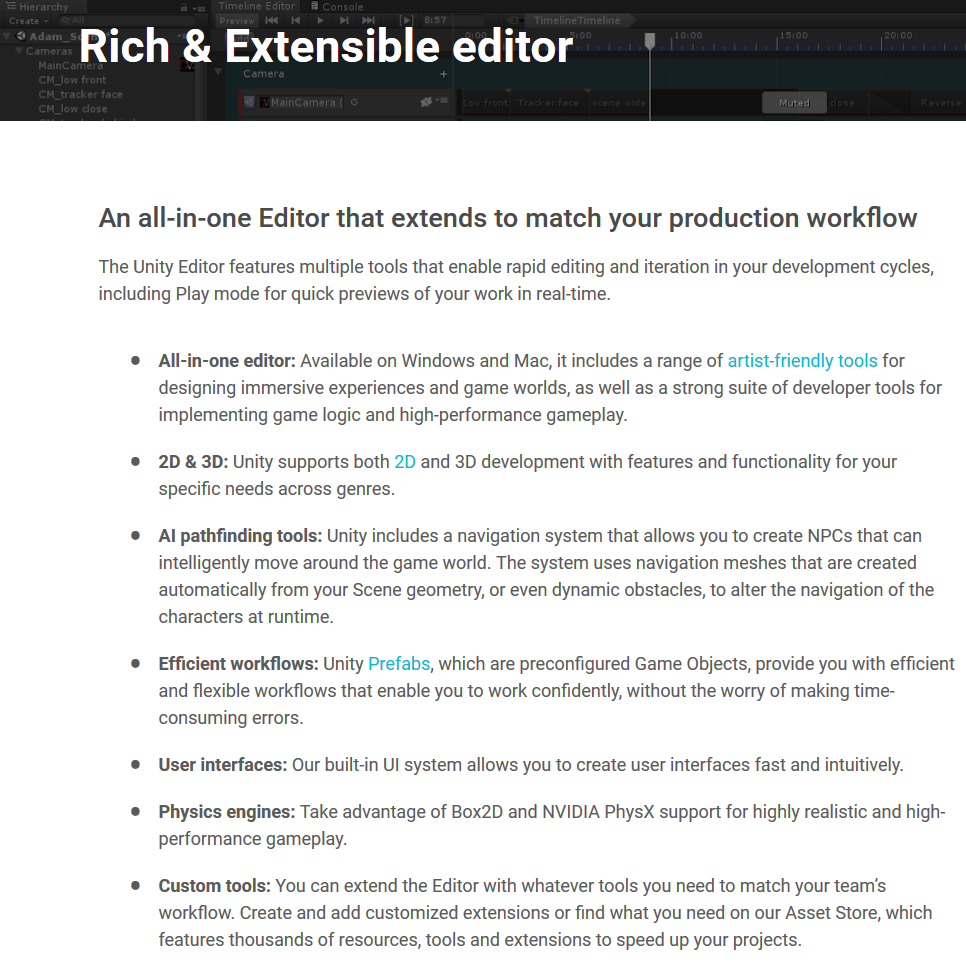 Hierarchy
Timeline Editor
Console
Create
All
Preview
8:57
TimelineTimeline
Rich & Extensible editor
5:00
10:00
15:00
20:00
Cameras
MainCamera
CM_low front
CM_tracker face
CM_low close
Camera
MainCamera (
Low front
Tracker face
scene wide
Muted
close
Reverse
An all-in-one Editor that extends to match your production workflow
The Unity Editor features multiple tools that enable rapid editing and iteration in your development cycles,
including Play mode for quick previews of your work in real-time.
All-in-one editor: Available on Windows and Mac, it includes a range of artist-friendly tools for
designing immersive experiences and game worlds, as well as a strong suite of developer tools for
implementing game logic and high-performance gameplay.
2D & 3D: Unity supports both 2D and 3D development with features and functionality for your
specific needs across genres.
AI pathfinding tools: Unity includes a navigation system that allows you to create NPCs that can
intelligently move around the game world. The system uses navigation meshes that are created
automatically from your Scene geometry, or even dynamic obstacles, to alter the navigation of the
characters at runtime.
Efficient workflows: Unity Prefabs, which are preconfigured Game Objects, provide you with efficient
and flexible workflows that enable you to work confidently, without the worry of making time-
consuming errors.
User interfaces: Our built-in UI system allows you to create user interfaces fast and intuitively.
Physics engines: Take advantage of Box2D and NVIDIA PhysX support for highly realistic and high-
performance gameplay.
Custom tools: You can extend the Editor with whatever tools you need to match your team's
workflow. Create and add customized extensions or find what you need on our Asset Store, which
features thousands of resources, tools and extensions to speed up your projects.